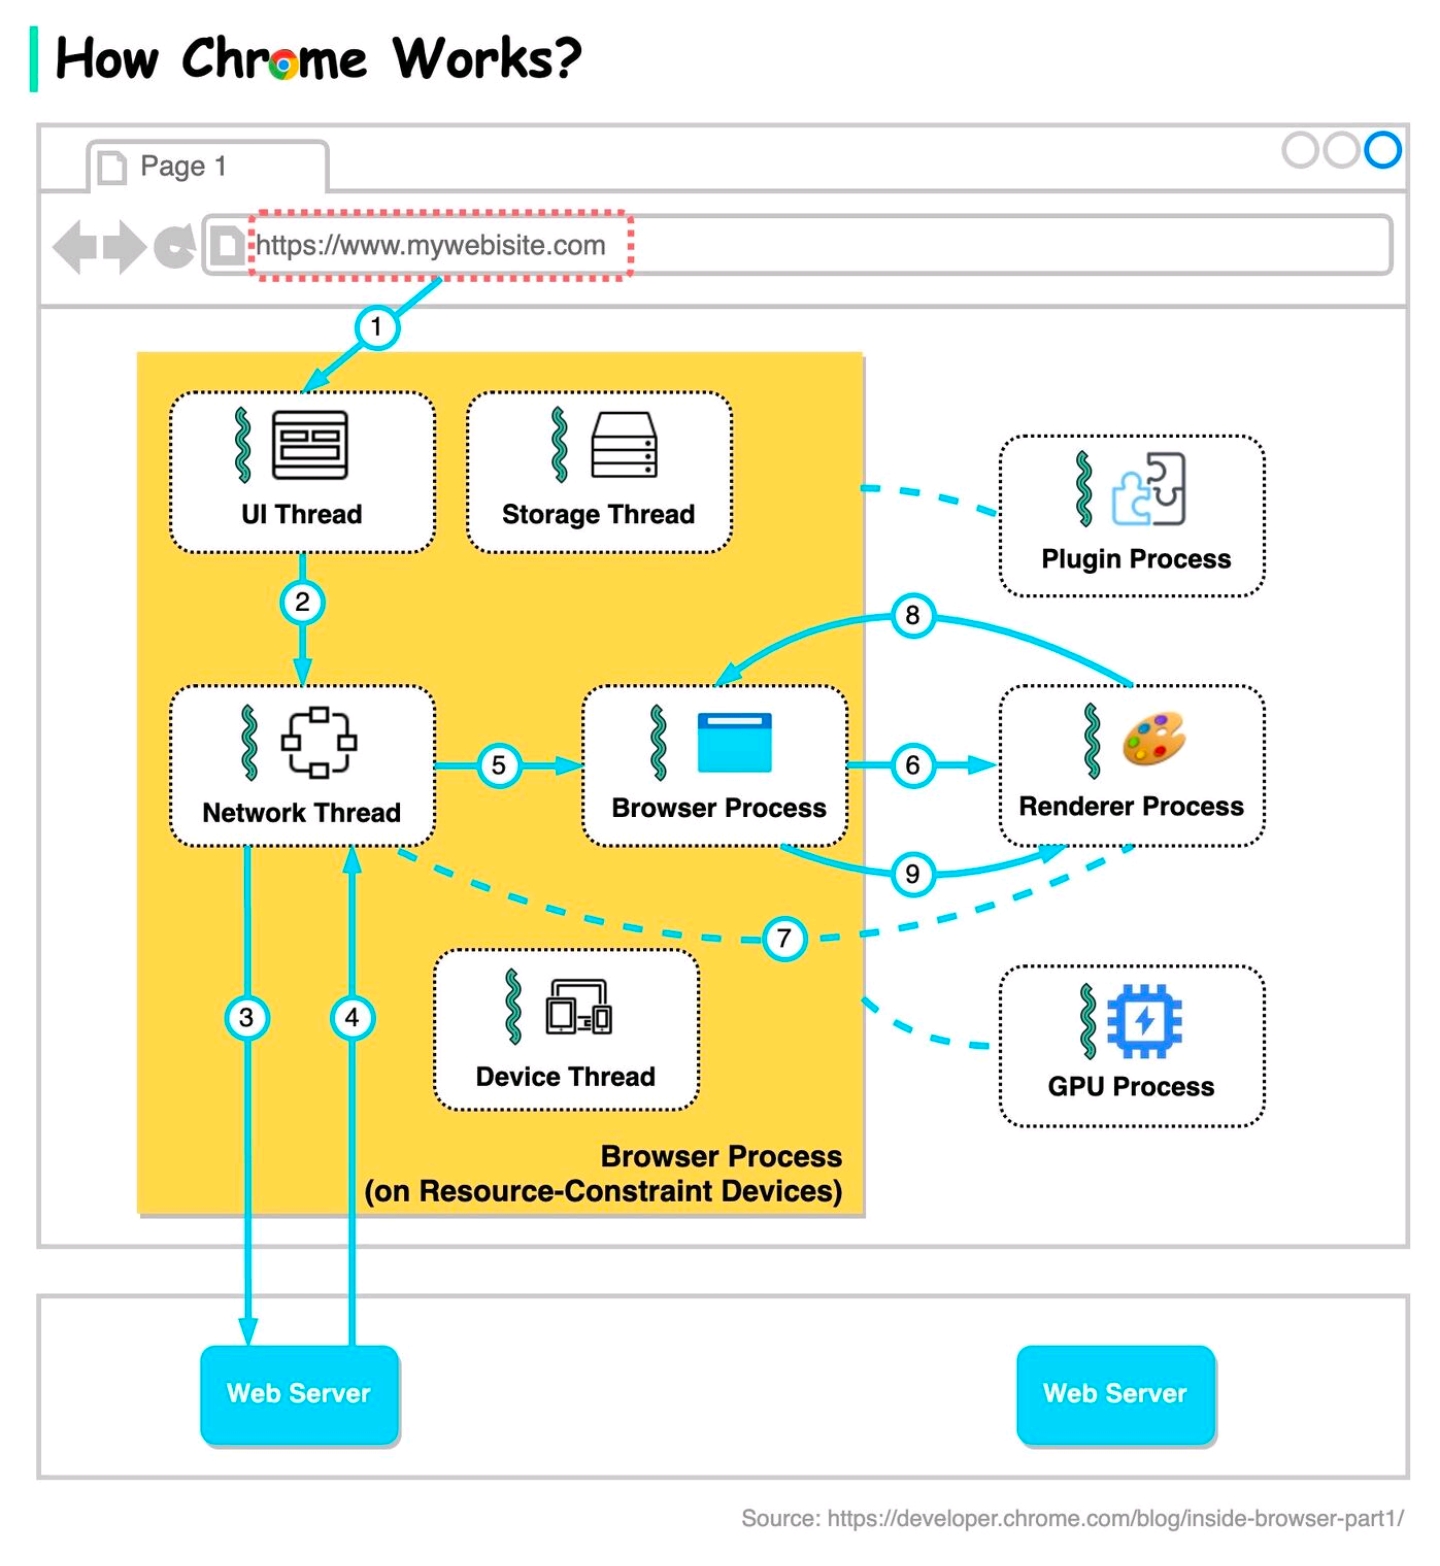 How Chrome Works?
Page 1
https://www.mywebisite.com
1
UI Thread
Storage Thread
Plugin Process
2
8
Network Thread
5
Browser Process
6
Renderer Process
9
7
3
4
Device Thread
GPU Process
Browser Process
(on Resource-Constraint Devices)
Web Server
Web Server
Source: https://developer.chrome.com/blog/inside-browser-part1/